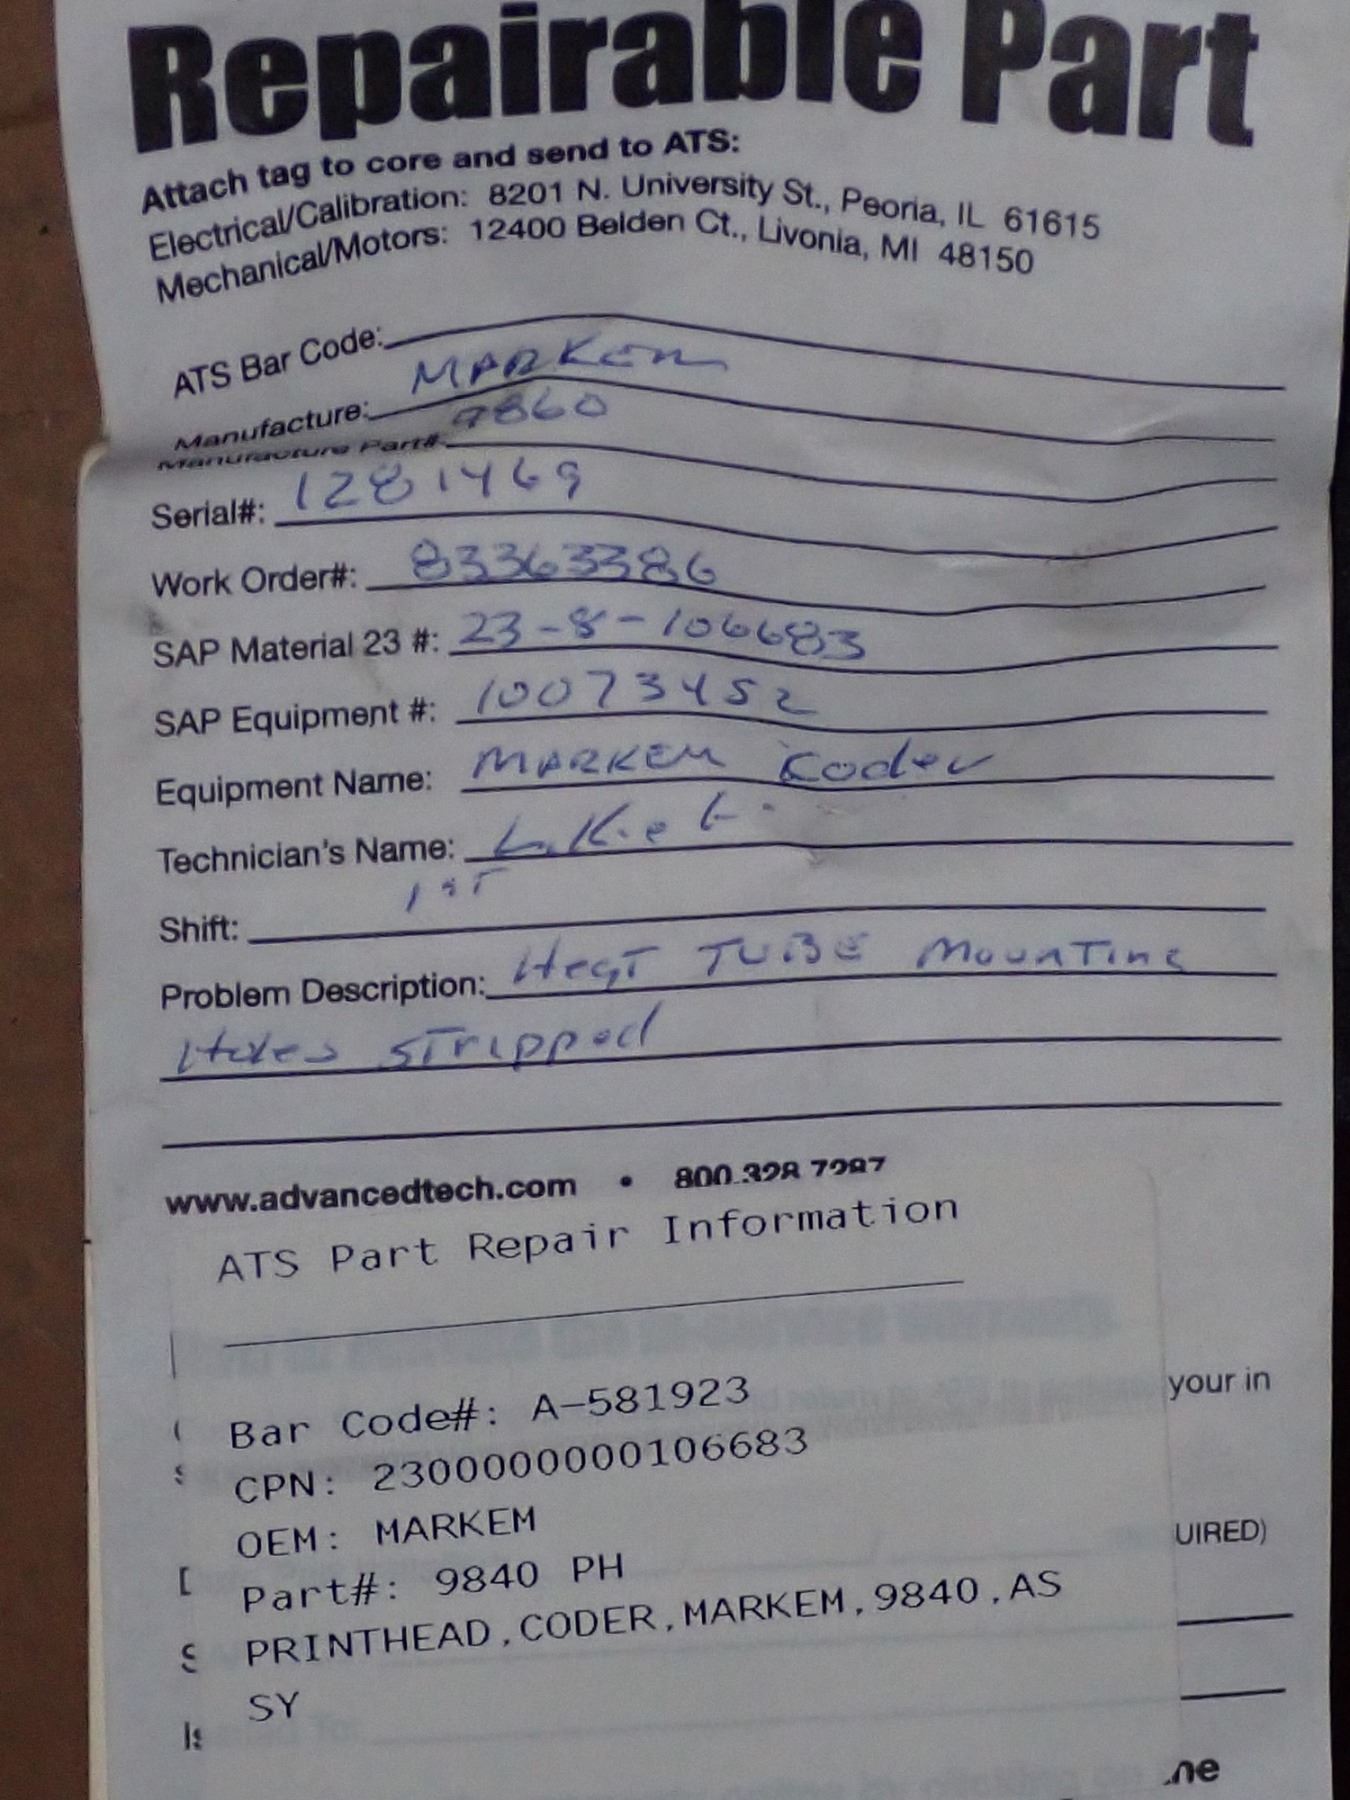 Repairable Part
Attach tag to core and send to ATS:
Electrical/Calibration: 8201 N. University St., Peoria, IL 61615
Mechanical/Motors: 12400 Belden Ct., Livonia, MI 48150
ATS Bar Code:
Manufacture: MARKEM
Manufacture Part#: 9860
Serial#: 1281469
Work Order#: 83363386
SAP Material 23 #: 23-8-106683
SAP Equipment #: 10073452
Equipment Name: MARKEM Coder
Technician's Name:
Shift: 1ST
Problem Description: HeaT TUBE MounTing
Holes STripped
www.advancedtech.com • 800.328.7287
ATS Part Repair Information
Bar Code#: A-581923
your in
CPN: 2300000000106683
OEM: MARKEM
UIRED)
Part#: 9840 PH
PRINTHEAD,CODER,MARKEM,9840,AS
SY
ne